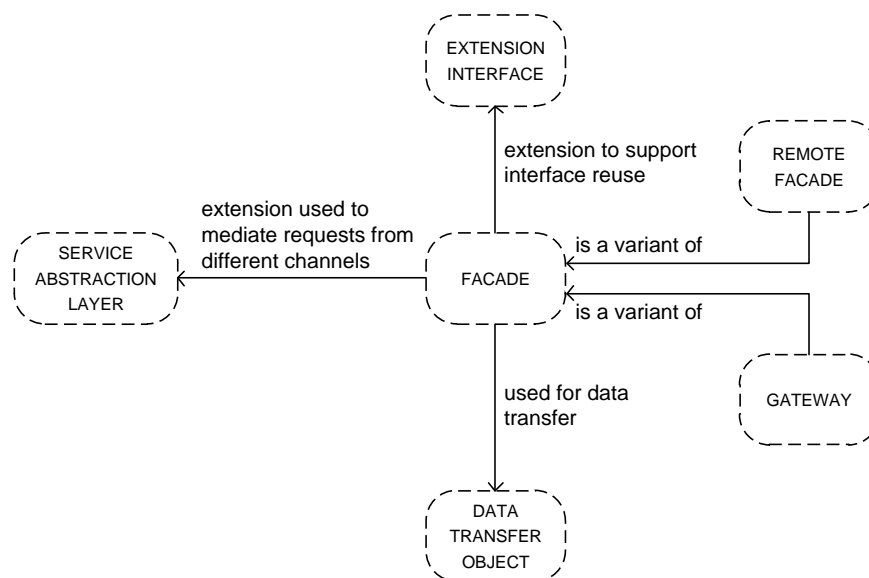 EXTENSION
INTERFACE
extension to support
interface reuse
REMOTE
FACADE
extension used to
mediate requests from
different channels
is a variant of
SERVICE
ABSTRACTION
LAYER
FACADE
is a variant of
used for data
transfer
GATEWAY
DATA
TRANSFER
OBJECT